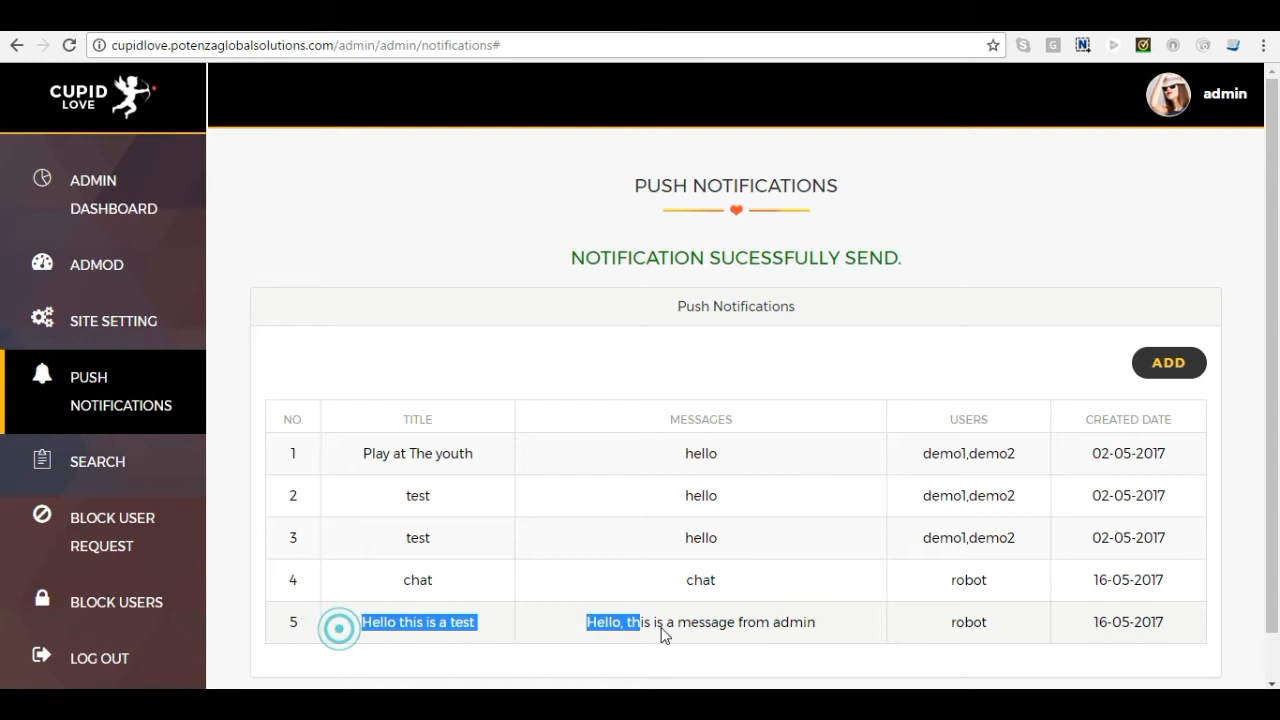 cupidlove.potenzaglobalsolutions.com/admin/admin/notifications#
CUPID
LOVE
admin
ADMIN
DASHBOARD
ADMOD
SITE SETTING
PUSH
NOTIFICATIONS
SEARCH
BLOCK USER
REQUEST
BLOCK USERS
LOG OUT
PUSH NOTIFICATIONS
NOTIFICATION SUCESSFULLY SEND.
Push Notifications
ADD
NO. TITLE MESSAGES USERS CREATED DATE
1 Play at The youth hello demo1,demo2 02-05-2017
2 test hello demo1,demo2 02-05-2017
3 test hello demo1,demo2 02-05-2017
4 chat chat robot 16-05-2017
5 Hello this is a test Hello, this is a message from admin robot 16-05-2017